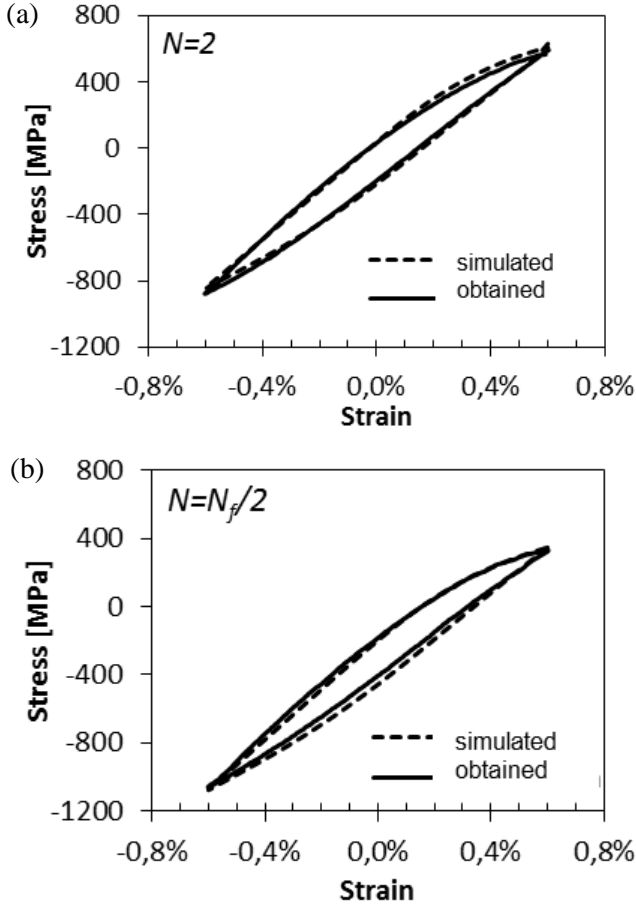 (a)
800
N=2
400
0
-400
-800
-1200
Stress [MPa]
simulated
obtained
-0,8% -0,4% 0,0% 0,4% 0,8%
Strain
(b)
800
N=Nf/2
400
0
-400
-800
-1200
Stress [MPa]
simulated
obtained
-0,8% -0,4% 0,0% 0,4% 0,8%
Strain